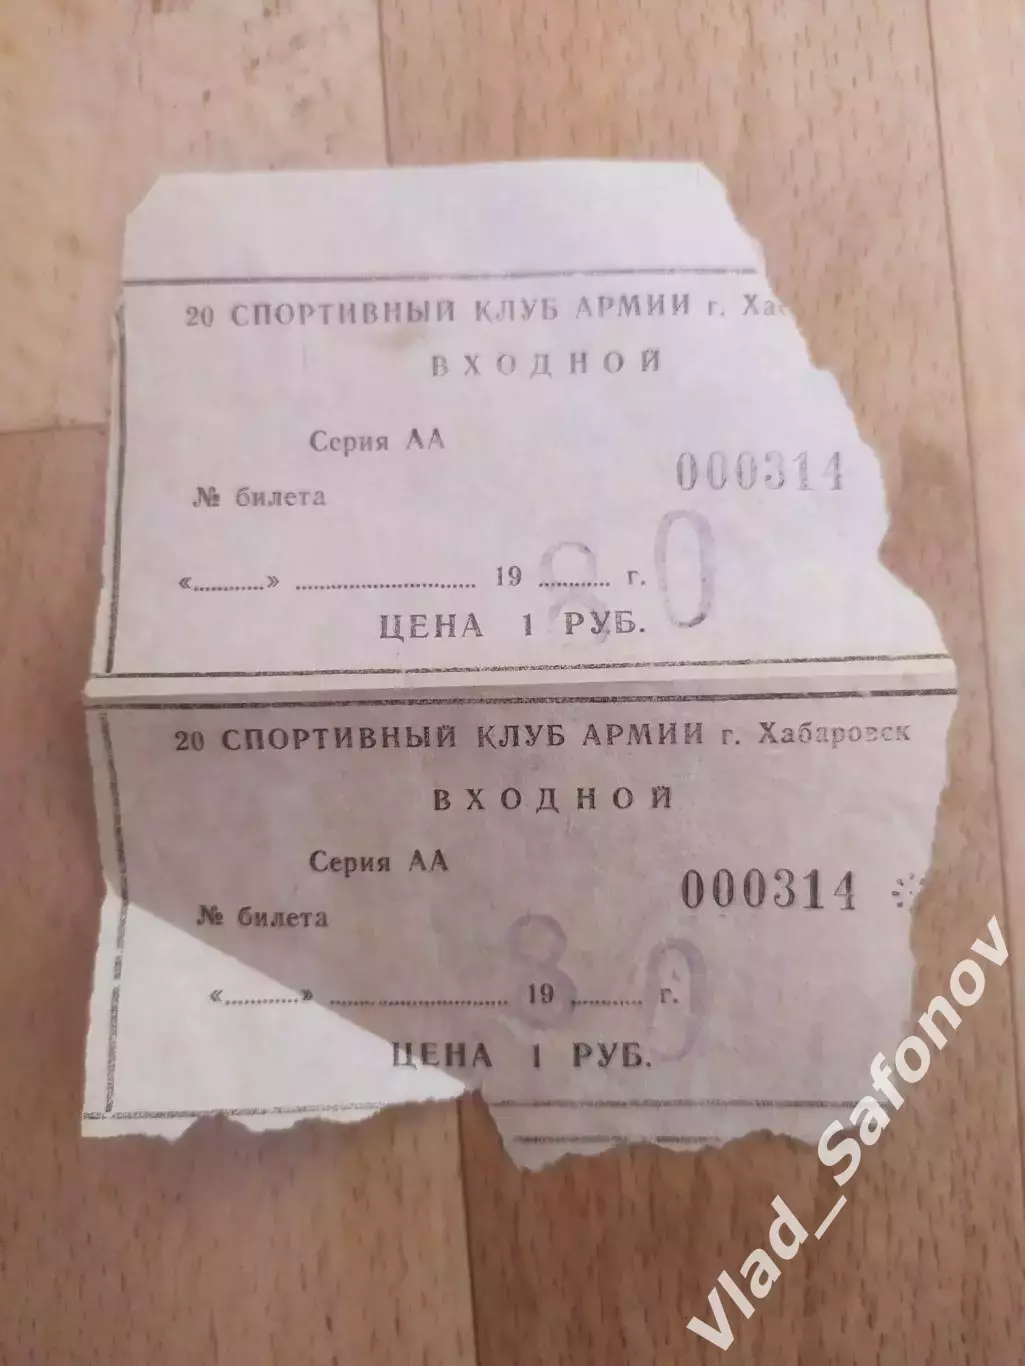 20 СПОРТИВНЫЙ КЛУБ АРМИИ г.
ВХОДНОЙ
Серия АА
000314
№ билета
«..........» .............................. 19 ........... г.
80
ЦЕНА 1 РУБ.
20 СПОРТИВНЫЙ КЛУБ АРМИИ г. Хабаровск
ВХОДНОЙ
Серия АА
000314
№ билета
«..........» .............................. 19 ........... г.
80
ЦЕНА 1 РУБ.
Vlad_Safonov